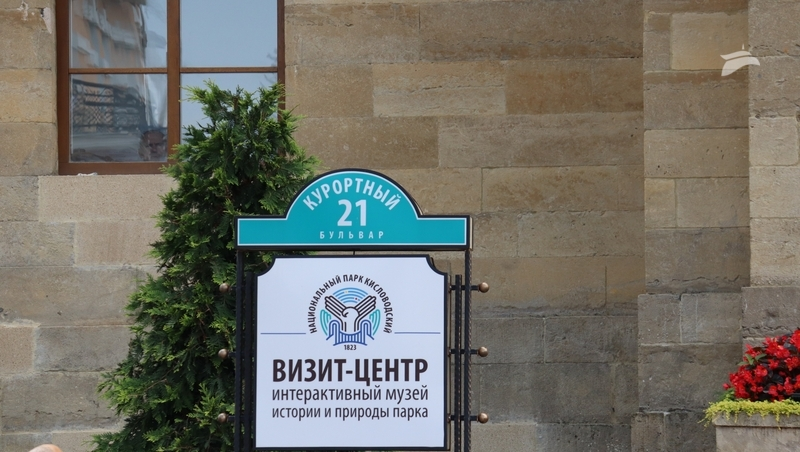 КУРОРТНЫЙ
21
БУЛЬВАР
НАЦИОНАЛЬНЫЙ ПАРК КИСЛОВОДСКИЙ
1823
ВИЗИТ-ЦЕНТР
интерактивный музей
истории и природы парка